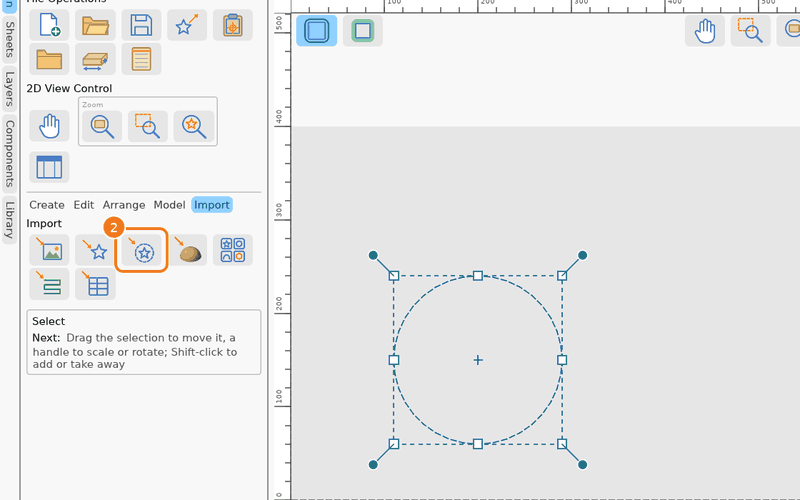 File Operations
2D View Control
Zoom
Create Edit Arrange Model Import
Import
2
Select
Next: Drag the selection to move it, a
handle to scale or rotate; Shift-click to
add or take away
Sheets
Layers
Components
Library
100 200 300 400 500
500
400
300
200
100
0